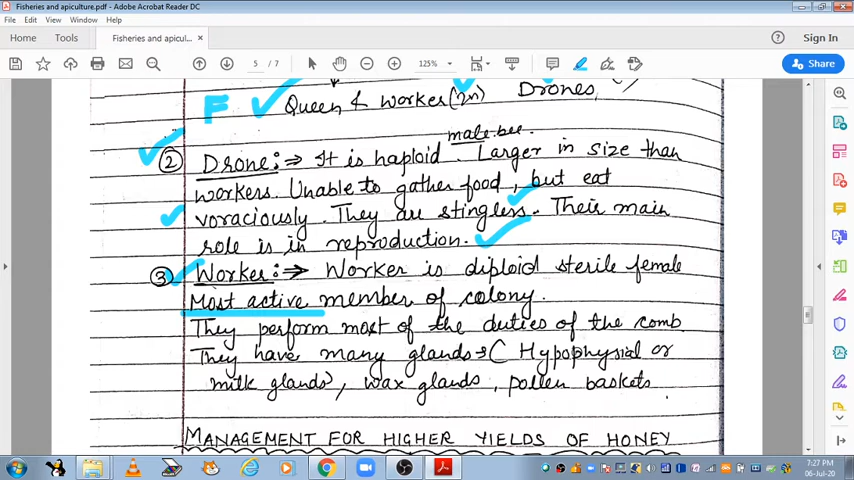 Fisheries and apiculture.pdf - Adobe Acrobat Reader DC
File Edit View Window Help
Home Tools Fisheries and apicul... × Sign In
5 / 7 125% Share
F Queen & worker (2n) Drones,
male bee.
② Drone:⇒ It is haploid . Larger in size than
workers. Unable to gather food, but eat
voraciously. They are stingless. Their main
role is in reproduction.
③ Worker:⇒ Worker is diploid sterile female
Most active member of colony.
They perform most of the duties of the comb
They have many glands→( Hypophysial or
milk glands), wax glands, pollen baskets.
MANAGEMENT FOR HIGHER YIELDS OF HONEY
7:27 PM
06-Jul-20